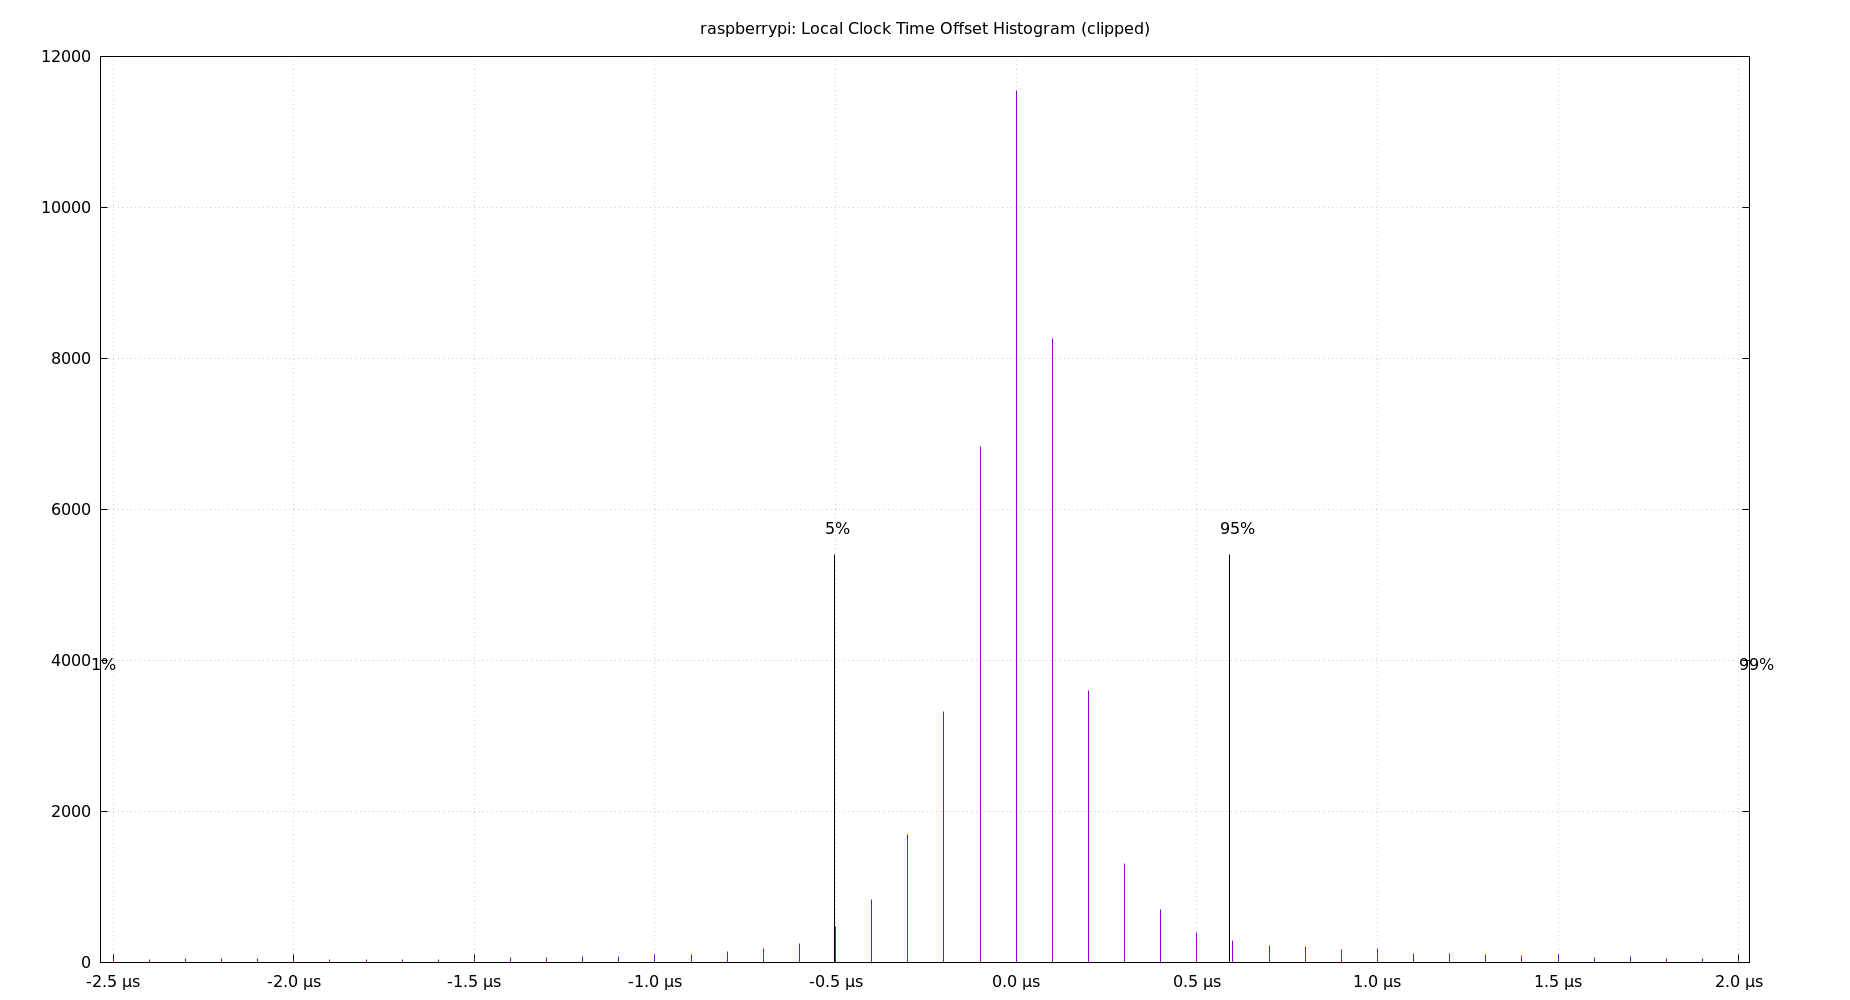 raspberrypi: Local Clock Time Offset Histogram (clipped)
12000
10000
8000
6000
5%
95%
4000
1%
99%
2000
0
-2.5 µs
-2.0 µs
-1.5 µs
-1.0 µs
-0.5 µs
0.0 µs
0.5 µs
1.0 µs
1.5 µs
2.0 µs